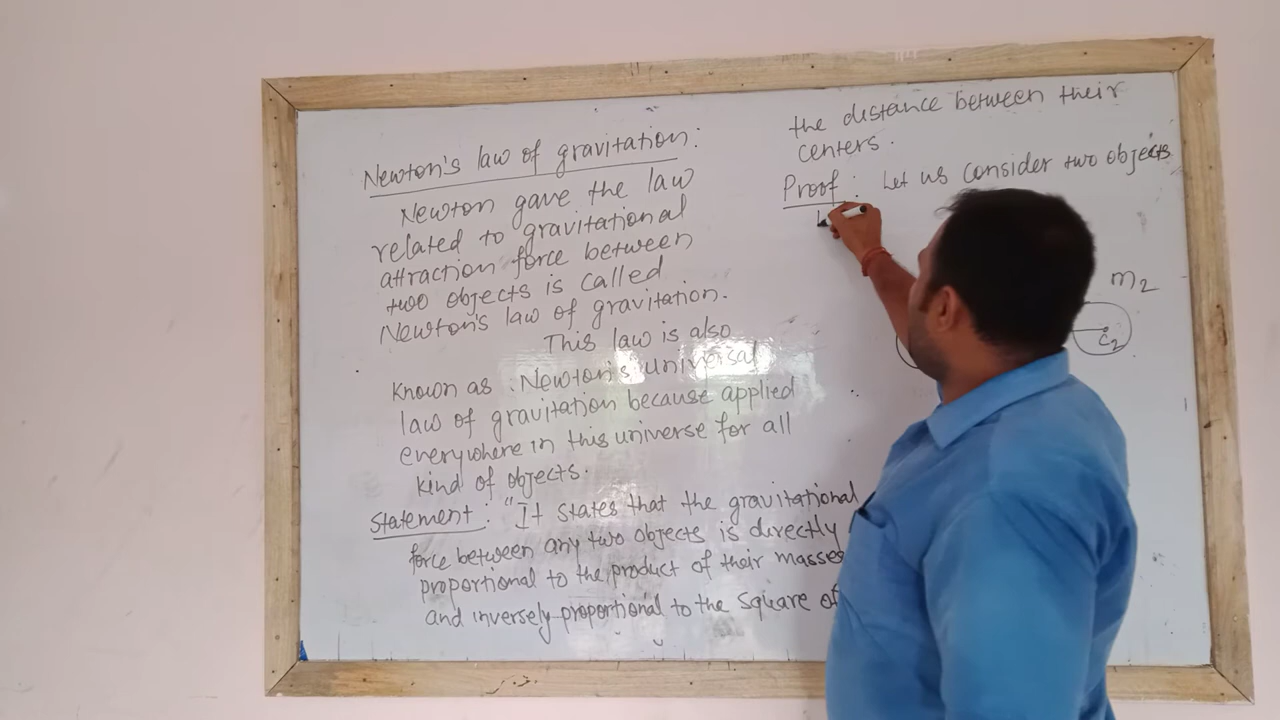 Newton's law of gravitation:
Newton gave the law
related to gravitational
attraction force between
two objects is called
Newton's law of gravitation.
This law is also
Known as : Newton's universal
law of gravitation because applied
everywhere in this universe for all
kind of objects.
Statement : "It states that the gravitational
force between any two objects is directly
proportional to the product of their masses
and inversely proportional to the square of
the distance between their
centers.
Proof : Let us consider two objects
m2
c2